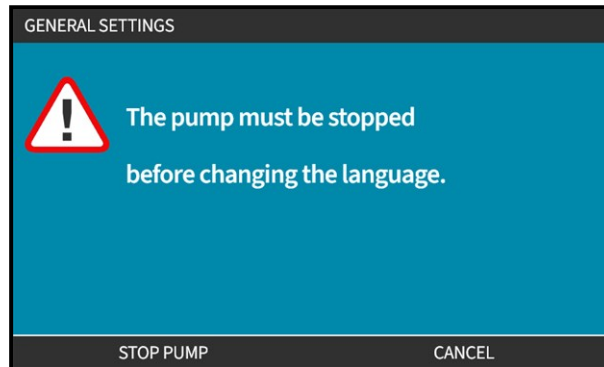 GENERAL SETTINGS
!
The pump must be stopped
before changing the language.
STOP PUMP
CANCEL